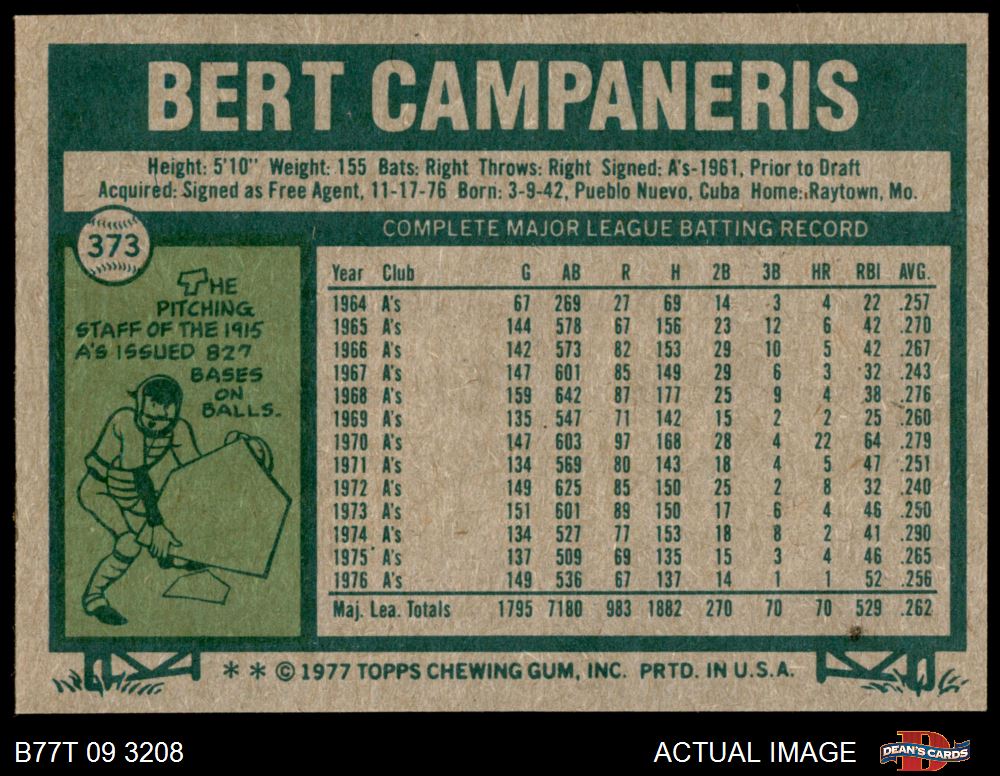 BERT CAMPANERIS
Height: 5'10" Weight: 155 Bats: Right Throws: Right Signed: A's-1961, Prior to Draft
Acquired: Signed as Free Agent, 11-17-76 Born: 3-9-42, Pueblo Nuevo, Cuba Home: Raytown, Mo.
373
THE
PITCHING
STAFF OF THE 1915
A'S ISSUED 827
BASES
ON
BALLS.
COMPLETE MAJOR LEAGUE BATTING RECORD
Year Club G AB R H 2B 3B HR RBI AVG.
1964 A's 67 269 27 69 14 3 4 22 .257
1965 A's 144 578 67 156 23 12 6 42 .270
1966 A's 142 573 82 153 29 10 5 42 .267
1967 A's 147 601 85 149 29 6 3 32 .243
1968 A's 159 642 87 177 25 9 4 38 .276
1969 A's 135 547 71 142 15 2 2 25 .260
1970 A's 147 603 97 168 28 4 22 64 .279
1971 A's 134 569 80 143 18 4 5 47 .251
1972 A's 149 625 85 150 25 2 8 32 .240
1973 A's 151 601 89 150 17 6 4 46 .250
1974 A's 134 527 77 153 18 8 2 41 .290
1975 A's 137 509 69 135 15 3 4 46 .265
1976 A's 149 536 67 137 14 1 1 52 .256
Maj. Lea. Totals 1795 7180 983 1882 270 70 70 529 .262
* * © 1977 TOPPS CHEWING GUM, INC. PRTD. IN U.S.A.
B77T 09 3208
ACTUAL IMAGE
DEAN'S CARDS